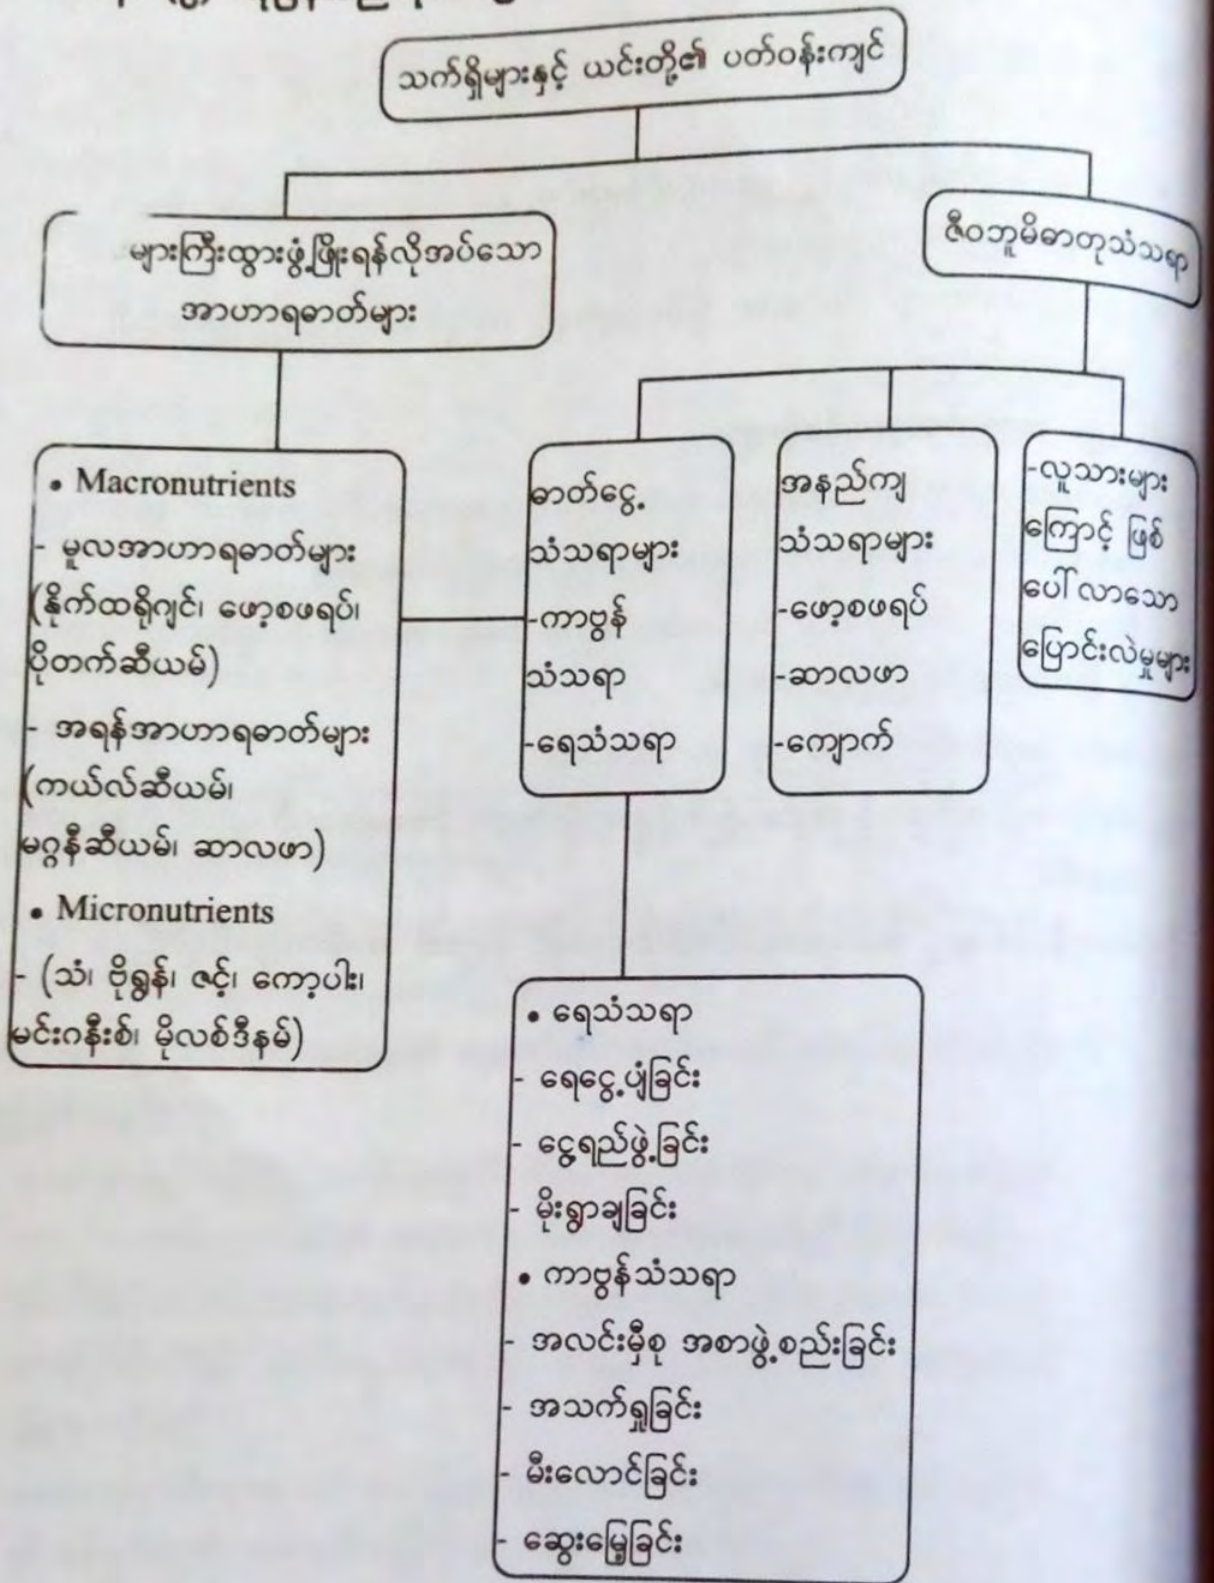 သက်ရှိများနှင့် ယင်းတို့၏ ပတ်ဝန်းကျင်
များကြီးထွားဖွံ့ဖြိုးရန်လိုအပ်သော
အာဟာရဓာတ်များ
ဇီဝဘူမိဓာတုသံသရာ
• Macronutrients
- မူလအာဟာရဓာတ်များ
(နိုက်ထရိုဂျင်၊ ဖော့စဖရပ်၊
ပိုတက်ဆီယမ်)
- အရန်အာဟာရဓာတ်များ
(ကယ်လ်ဆီယမ်၊
မဂ္ဂနီဆီယမ်၊ ဆာလဖာ)
• Micronutrients
- (သံ၊ ဗိုရွန်၊ ဇင့်၊ ကော့ပါး၊
မင်းဂနီးစ်၊ မိုလစ်ဒီနမ်)
ဓာတ်ငွေ့
သံသရာများ
-ကာဗွန်
သံသရာ
-ရေသံသရာ
အနည်ကျ
သံသရာများ
-ဖော့စဖရပ်
-ဆာလဖာ
-ကျောက်
-လူသားများ
ကြောင့် ဖြစ်
ပေါ်လာသော
ပြောင်းလဲမှုများ
• ရေသံသရာ
- ရေငွေ့ပျံခြင်း
- ငွေ့ရည်ဖွဲ့ခြင်း
- မိုးရွာချခြင်း
• ကာဗွန်သံသရာ
- အလင်းမှီစု အစာဖွဲ့စည်းခြင်း
- အသက်ရှူခြင်း
- မီးလောင်ခြင်း
- ဆွေးမြွေ့ခြင်း